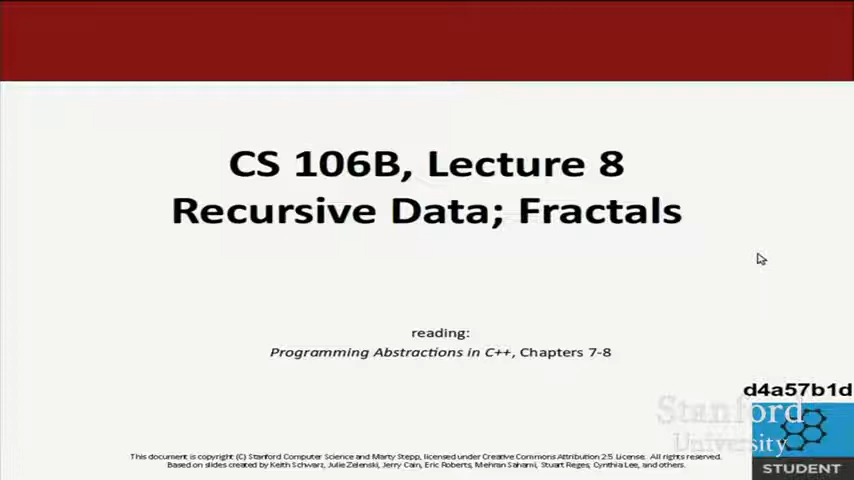 CS 106B, Lecture 8
Recursive Data; Fractals
reading:
Programming Abstractions in C++, Chapters 7-8
d4a57b1d
Stanford
University
STUDENT
This document is copyright (C) Stanford Computer Science and Marty Stepp, licensed under Creative Commons Attribution 2.5 License. All rights reserved.
Based on slides created by Keith Schwarz, Julie Zelenski, Jerry Cain, Eric Roberts, Mehran Sahami, Stuart Reges, Cynthia Lee, and others.